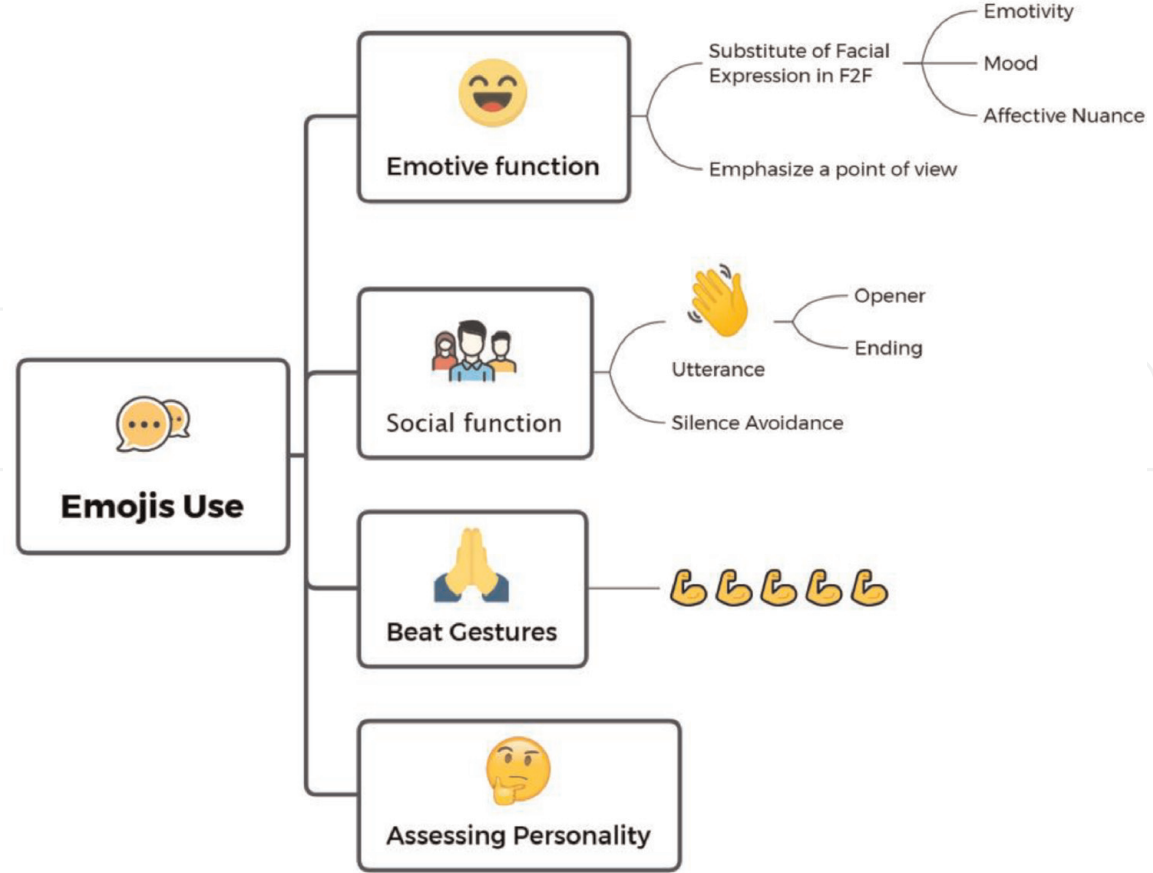 Emojis Use
Emotive function
Substitute of Facial
Expression in F2F
Emotivity
Mood
Affective Nuance
Emphasize a point of view
Social function
Utterance
Opener
Ending
Silence Avoidance
Beat Gestures
Assessing Personality